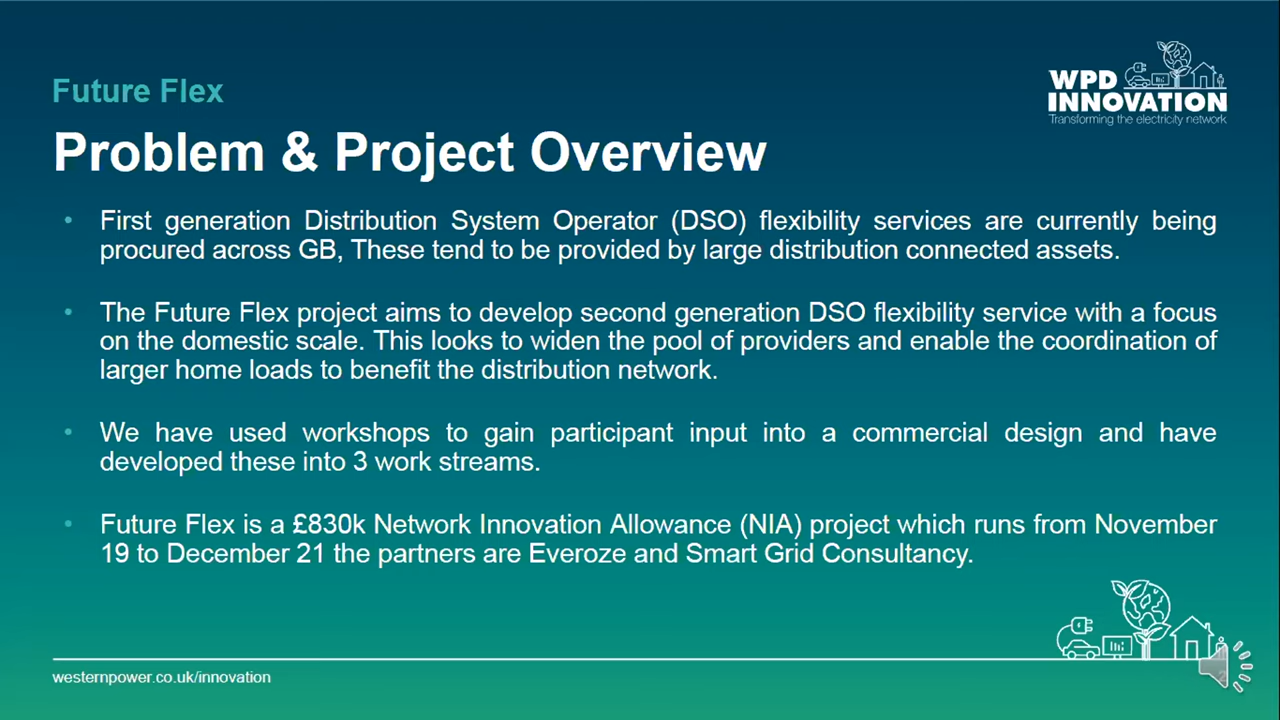 Future Flex
WPD
INNOVATION
Transforming the electricity network
Problem & Project Overview
• First generation Distribution System Operator (DSO) flexibility services are currently being
procured across GB, These tend to be provided by large distribution connected assets.
• The Future Flex project aims to develop second generation DSO flexibility service with a focus
on the domestic scale. This looks to widen the pool of providers and enable the coordination of
larger home loads to benefit the distribution network.
• We have used workshops to gain participant input into a commercial design and have
developed these into 3 work streams.
• Future Flex is a £830k Network Innovation Allowance (NIA) project which runs from November
19 to December 21 the partners are Everoze and Smart Grid Consultancy.
westernpower.co.uk/innovation